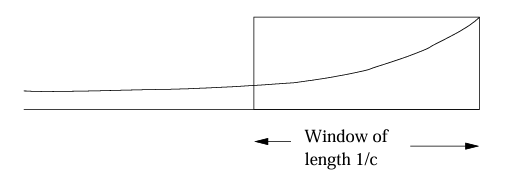 Window of
length 1/c